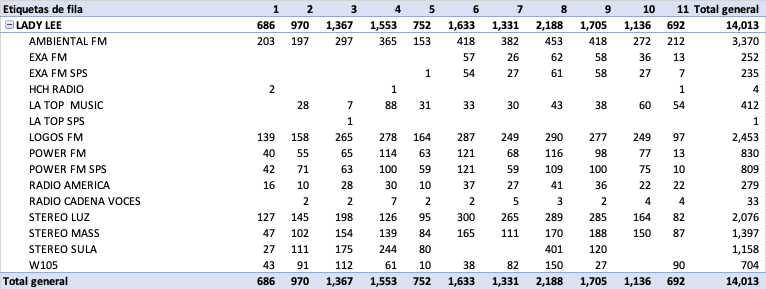 Etiquetas de fila 1 2 3 4 5 6 7 8 9 10 11 Total general
LADY LEE 686 970 1,367 1,553 752 1,633 1,331 2,188 1,705 1,136 692 14,013
AMBIENTAL FM 203 197 297 365 153 418 382 453 418 272 212 3,370
EXA FM 57 26 62 58 36 13 252
EXA FM SPS 1 54 27 61 58 27 7 235
HCH RADIO 2 1 1 4
LA TOP MUSIC 28 7 88 31 33 30 43 38 60 54 412
LA TOP SPS 1 1
LOGOS FM 139 158 265 278 164 287 249 290 277 249 97 2,453
POWER FM 40 55 65 114 63 121 68 116 98 77 13 830
POWER FM SPS 42 71 63 100 59 121 59 109 100 75 10 809
RADIO AMERICA 16 10 28 30 10 37 27 41 36 22 22 279
RADIO CADENA VOCES 2 2 7 2 2 5 3 2 4 4 33
STEREO LUZ 127 145 198 126 95 300 265 289 285 164 82 2,076
STEREO MASS 47 102 154 139 84 165 111 170 188 150 87 1,397
STEREO SULA 27 111 175 244 80 401 120 1,158
W105 43 91 112 61 10 38 82 150 27 90 704
Total general 686 970 1,367 1,553 752 1,633 1,331 2,188 1,705 1,136 692 14,013